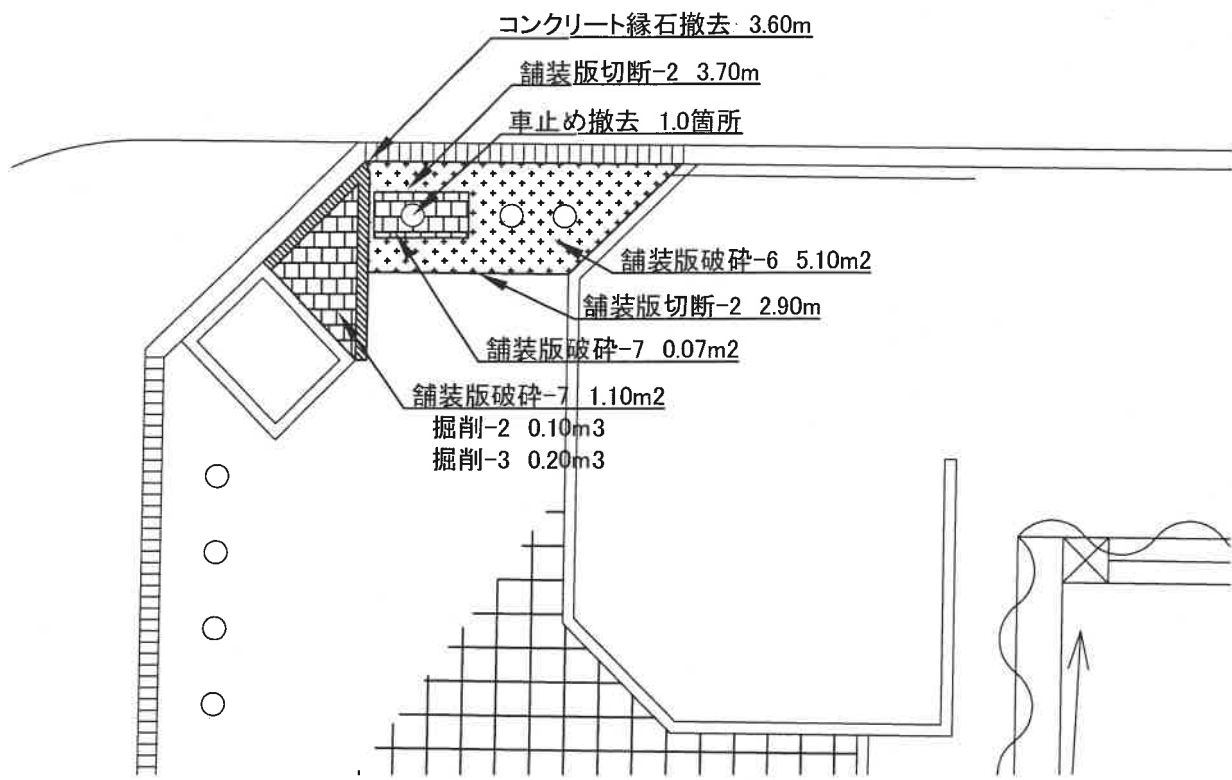 コンクリート縁石撤去 3.60m
舗装版切断-2 3.70m
車止め撤去 1.0箇所
舗装版破砕-6 5.10m2
舗装版切断-2 2.90m
舗装版破砕-7 0.07m2
舗装版破砕-7 1.10m2
掘削-2 0.10m3
掘削-3 0.20m3